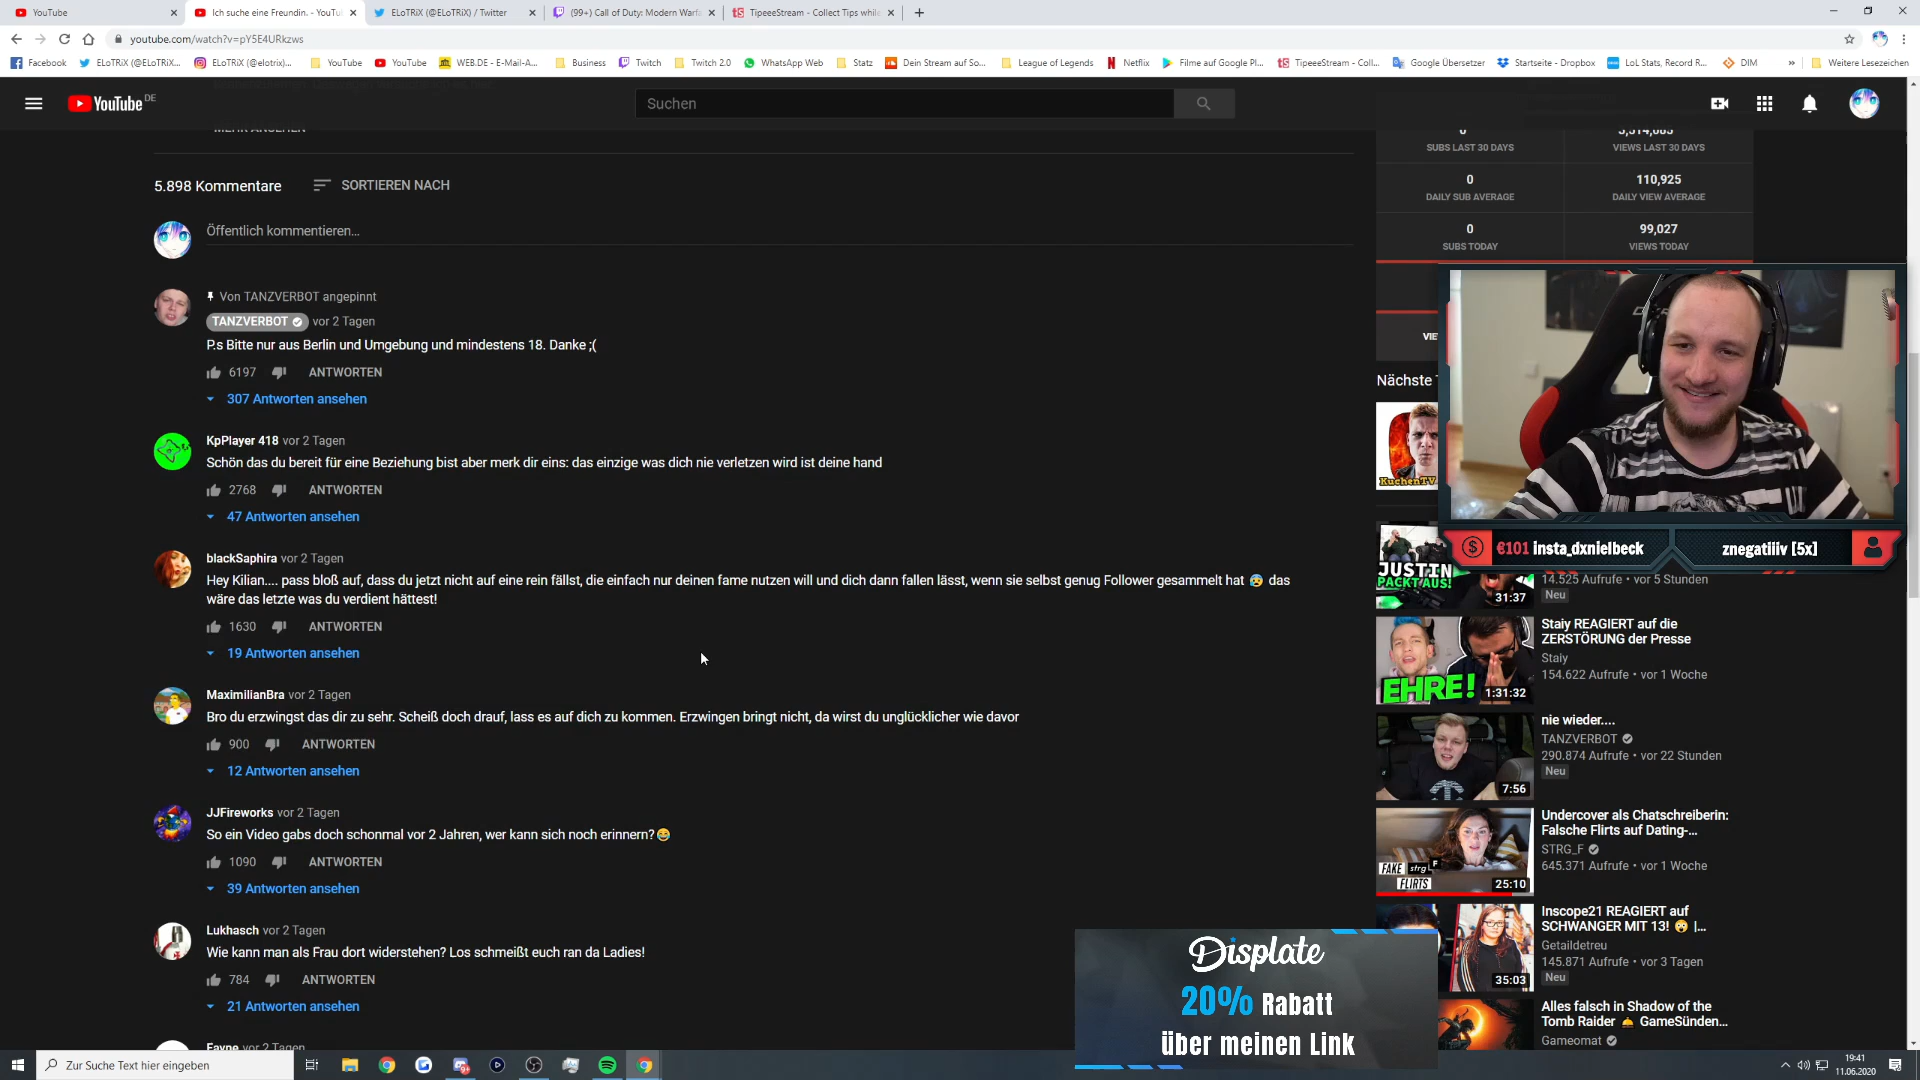 YouTube
Ich suche eine Freundin. - YouTu
ELoTRiX (@ELoTRiX) / Twitter
(99+) Call of Duty: Modern Warfa
TipeeeStream - Collect Tips while
youtube.com/watch?v=pY5E4URkzws
Facebook
ELoTRiX (@ELoTRiX...
ELoTRiX (@elotrix)...
YouTube
YouTube
WEB.DE - E-Mail-A...
Business
Twitch
Twitch 2.0
WhatsApp Web
Statz
Dein Stream auf So...
League of Legends
Netflix
Filme auf Google Pl...
TipeeeStream - Coll...
Google Übersetzer
Startseite - Dropbox
LoL Stats, Record R...
DIM
»
Weitere Lesezeichen
YouTube DE
Suchen
MEHR ANSEHEN
5.898 Kommentare
SORTIEREN NACH
Öffentlich kommentieren...
Von TANZVERBOT angepinnt
TANZVERBOT vor 2 Tagen
P.s Bitte nur aus Berlin und Umgebung und mindestens 18. Danke ;(
6197 ANTWORTEN
307 Antworten ansehen
KpPlayer 418 vor 2 Tagen
Schön das du bereit für eine Beziehung bist aber merk dir eins: das einzige was dich nie verletzen wird ist deine hand
2768 ANTWORTEN
47 Antworten ansehen
blackSaphira vor 2 Tagen
Hey Kilian.... pass bloß auf, dass du jetzt nicht auf eine rein fällst, die einfach nur deinen fame nutzen will und dich dann fallen lässt, wenn sie selbst genug Follower gesammelt hat 😰 das
wäre das letzte was du verdient hättest!
1630 ANTWORTEN
19 Antworten ansehen
MaximilianBra vor 2 Tagen
Bro du erzwingst das dir zu sehr. Scheiß doch drauf, lass es auf dich zu kommen. Erzwingen bringt nicht, da wirst du unglücklicher wie davor
900 ANTWORTEN
12 Antworten ansehen
JJFireworks vor 2 Tagen
So ein Video gabs doch schonmal vor 2 Jahren, wer kann sich noch erinnern?😂
1090 ANTWORTEN
39 Antworten ansehen
Lukhasch vor 2 Tagen
Wie kann man als Frau dort widerstehen? Los schmeißt euch ran da Ladies!
784 ANTWORTEN
21 Antworten ansehen
Fayne vor 2 Tagen
0 3,314,685
SUBS LAST 30 DAYS VIEWS LAST 30 DAYS
0 110,925
DAILY SUB AVERAGE DAILY VIEW AVERAGE
0 99,027
SUBS TODAY VIEWS TODAY
VIE
Nächste
KuchenTV
€101 insta_dxnielbeck
znegatiiiv [5x]
JUSTIN
PACKT AUS!
31:37
14.525 Aufrufe • vor 5 Stunden
Neu
EHRE!
1:31:32
Staiy REAGIERT auf die
ZERSTÖRUNG der Presse
Staiy
154.622 Aufrufe • vor 1 Woche
7:56
nie wieder....
TANZVERBOT
290.874 Aufrufe • vor 22 Stunden
Neu
FAKE strg F
FLIRTS
25:10
Undercover als Chatschreiberin:
Falsche Flirts auf Dating-...
STRG_F
645.371 Aufrufe • vor 1 Woche
35:03
Inscope21 REAGIERT auf
SCHWANGER MIT 13! 😲 |...
Getaildetreu
145.871 Aufrufe • vor 3 Tagen
Neu
Alles falsch in Shadow of the
Tomb Raider 🛎 GameSünden...
Gameomat
Displate
20% Rabatt
über meinen Link
Zur Suche Text hier eingeben
19:41
11.06.2020